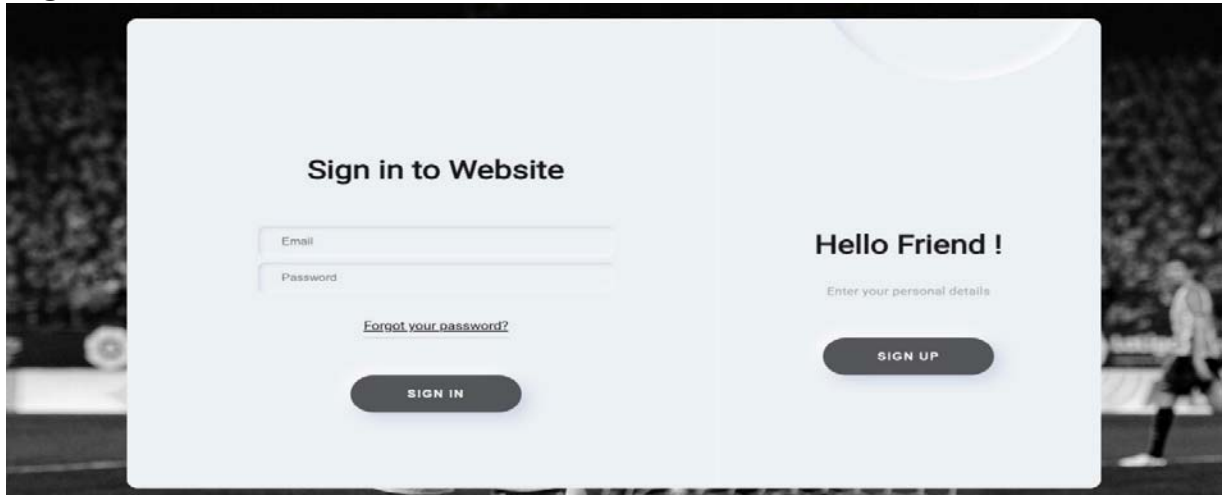 Sign in to Website
Email
Password
Forgot your password?
SIGN IN
Hello Friend !
Enter your personal details
SIGN UP